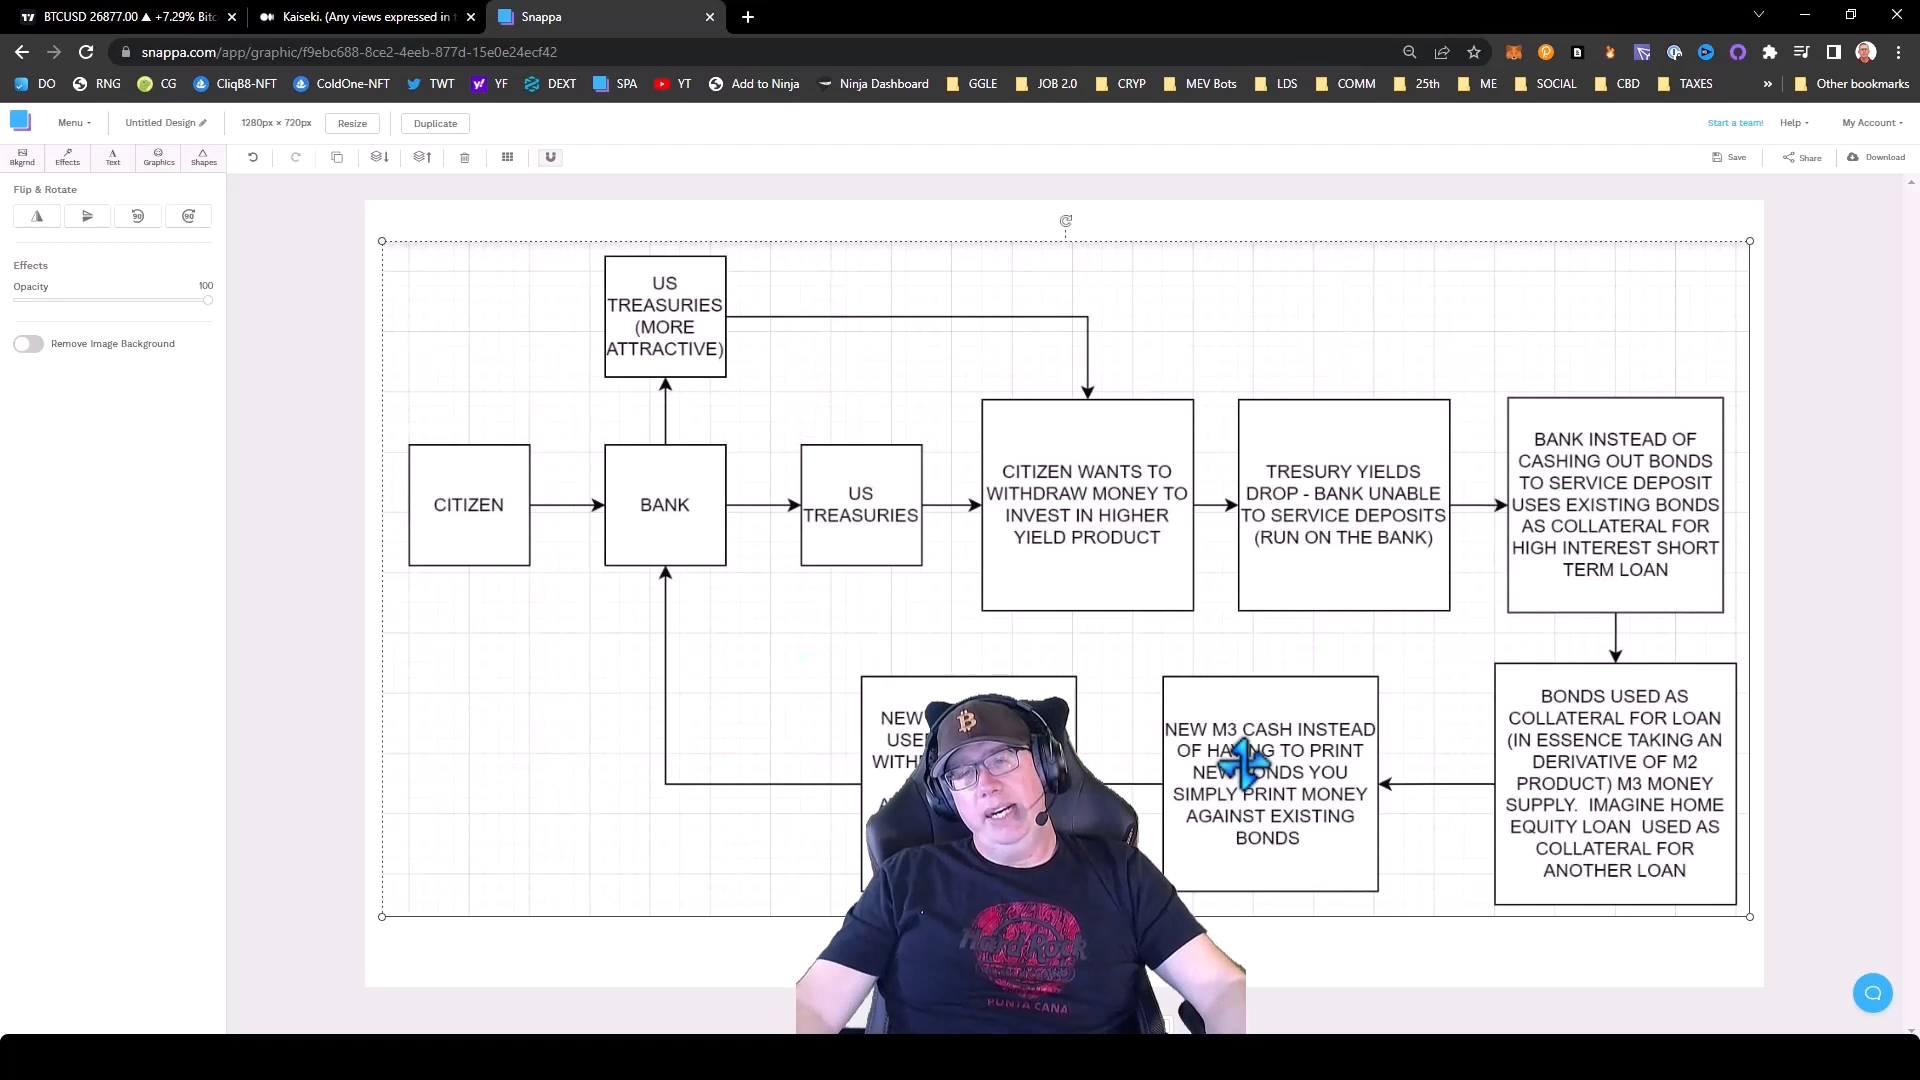 BTCUSD 26877.00 ▲ +7.29% Bitc
Kaiseki. (Any views expressed in t
Snappa
snappa.com/app/graphic/f9ebc688-8ce2-4eeb-877d-15e0e24ecf42
DO
RNG
CG
CliqB8-NFT
ColdOne-NFT
TWT
YF
DEXT
SPA
YT
Add to Ninja
Ninja Dashboard
GGLE
JOB 2.0
CRYP
MEV Bots
LDS
COMM
25th
ME
SOCIAL
CBD
TAXES
Other bookmarks
Menu
Untitled Design
1280px × 720px
Resize
Duplicate
Start a team!
Help
My Account
Bkgrnd
Effects
Text
Graphics
Shapes
Save
Share
Download
Flip & Rotate
90
90
Effects
Opacity
100
Remove Image Background
US
TREASURIES
(MORE
ATTRACTIVE)
CITIZEN
BANK
US
TREASURIES
CITIZEN WANTS TO
WITHDRAW MONEY TO
INVEST IN HIGHER
YIELD PRODUCT
TRESURY YIELDS
DROP - BANK UNABLE
TO SERVICE DEPOSITS
(RUN ON THE BANK)
BANK INSTEAD OF
CASHING OUT BONDS
TO SERVICE DEPOSIT
USES EXISTING BONDS
AS COLLATERAL FOR
HIGH INTEREST SHORT
TERM LOAN
BONDS USED AS
COLLATERAL FOR LOAN
(IN ESSENCE TAKING AN
DERIVATIVE OF M2
PRODUCT) M3 MONEY
SUPPLY. IMAGINE HOME
EQUITY LOAN USED AS
COLLATERAL FOR
ANOTHER LOAN
NEW M3 CASH INSTEAD
OF HAVING TO PRINT
NEW BONDS YOU
SIMPLY PRINT MONEY
AGAINST EXISTING
BONDS
NEW
USE
WITH
Hard Rock
PUNTA CANA